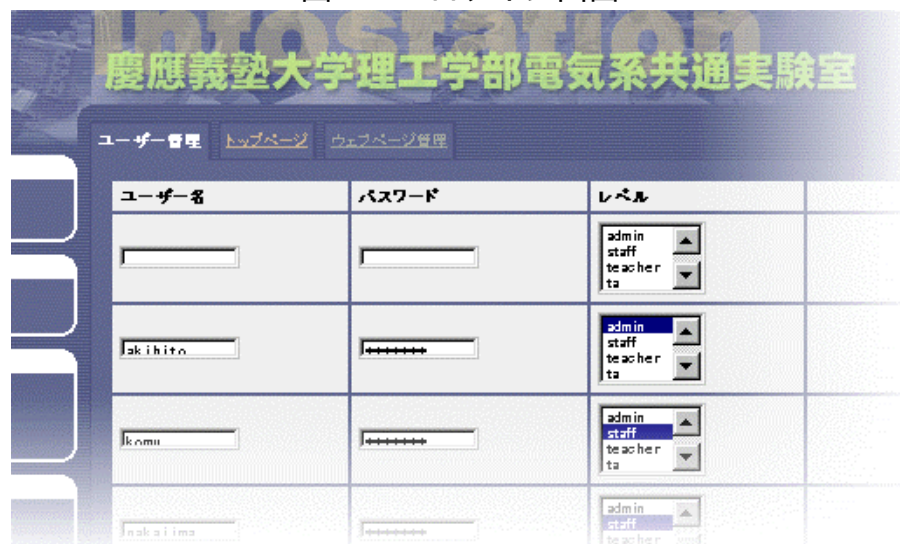 Infostation
慶應義塾大学理工学部電気系共通実験室
ユーザー管理 トップページ ウェブページ管理
ユーザー名 パスワード レベル
admin
staff
teacher
ta
akihito ********
admin
staff
teacher
ta
komu ********
admin
staff
teacher
ta
nakajima ********
admin
staff
teacher